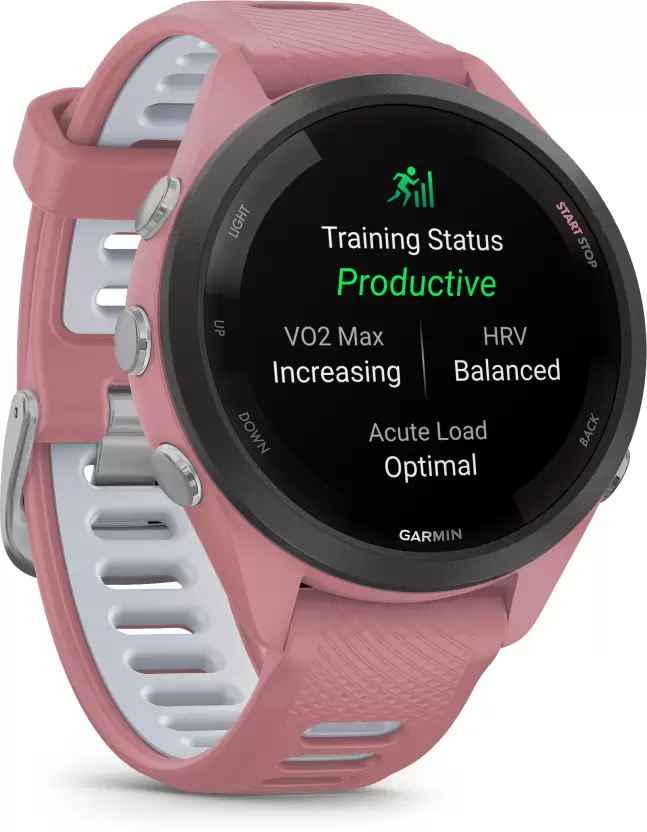 LIGHT
START STOP
Training Status
Productive
UP
VO2 Max
HRV
Increasing
Balanced
DOWN
BACK
Acute Load
Optimal
GARMIN